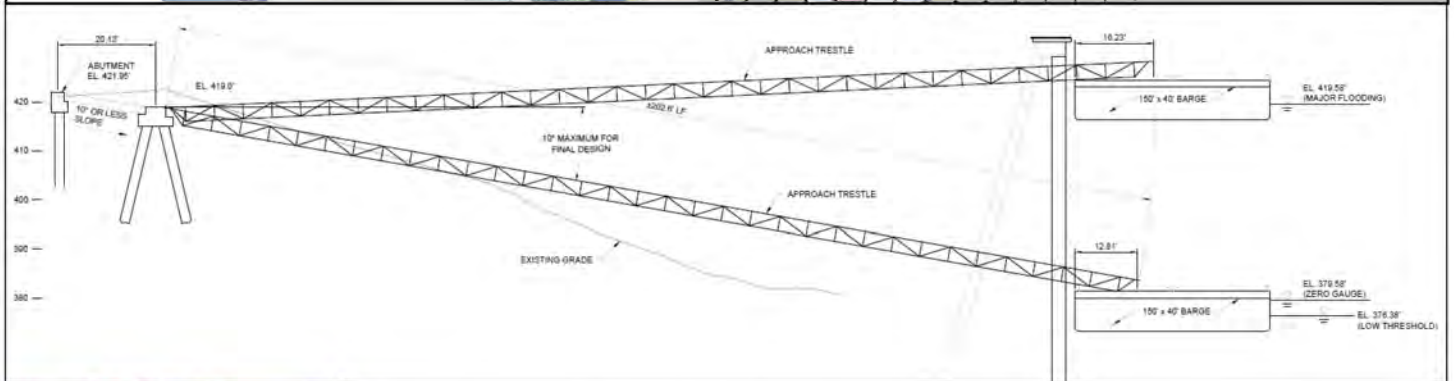 20.13'
16.23'
APPROACH TRESTLE
ABUTMENT
EL. 421.95'
EL. 419.0'
10° OR LESS
SLOPE
±202.6' LF
150' x 40' BARGE
EL. 419.58'
(MAJOR FLOODING)
420
410
400
390
380
10° MAXIMUM FOR
FINAL DESIGN
APPROACH TRESTLE
EXISTING GRADE
12.81'
150' x 40' BARGE
EL. 379.58'
(ZERO GAUGE)
EL. 376.38'
(LOW THRESHOLD)